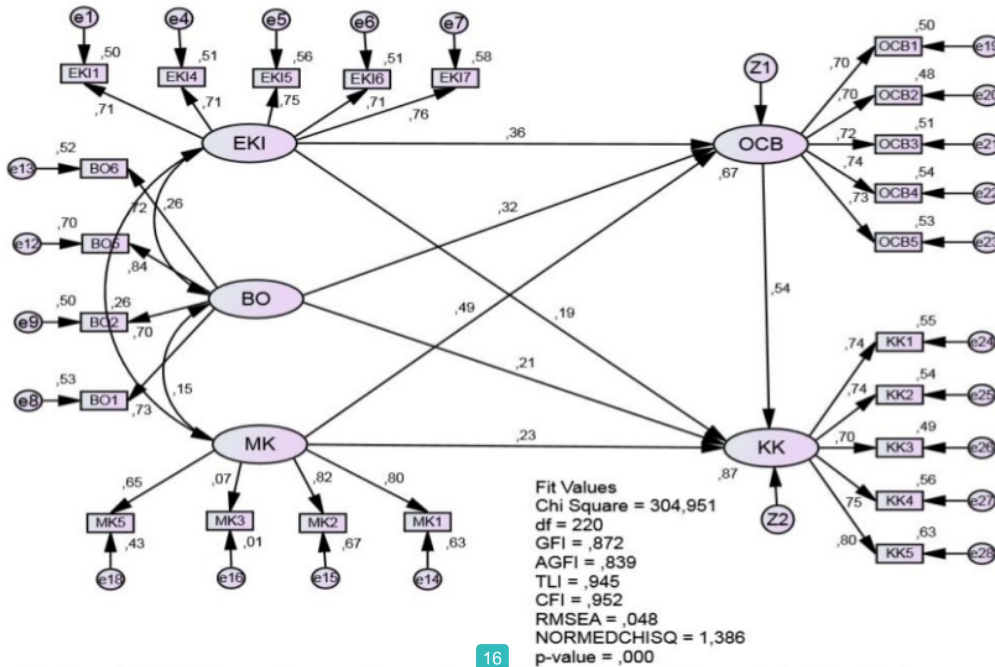 e1 e4 e5 e6 e7
,50 ,51 ,56 ,51 ,58
EKI1 EKI4 EKI5 EKI6 EKI7
,71 ,71 ,75 ,71 ,76
EKI
,50
OCB1 e19
,70
,48
OCB2 e20
,70
Z1
OCB
,67
,51
,72 OCB3 e21
,54
,74 OCB4 e22
,53
,73 OCB5 e23
,36
,52
e13 BO6
,72 ,26
,70
e12 BO5
,84
BO
,32
,50
e9 BO2
,26
,70
,53
e8 BO1
,73
,15
,49
,19
,21
,54
MK
,23
KK
,87
Z2
,55
,74 KK1 e24
,54
,74 KK2 e25
,49
,70 KK3 e26
,56
,75 KK4 e27
,63
,80 KK5 e28
,65 ,07 ,82 ,80
MK5 MK3 MK2 MK1
,43 ,01 ,67 ,63
e18 e16 e15 e14
Fit Values
Chi Square = 304,951
df = 220
GFI = ,872
AGFI = ,839
TLI = ,945
CFI = ,952
RMSEA = ,048
NORMEDCHISQ = 1,386
p-value = ,000
16